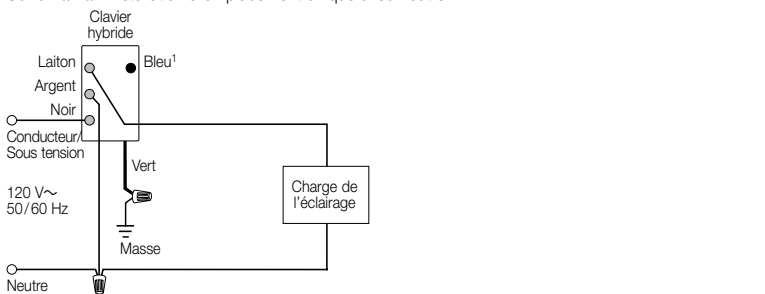 Clavier
hybride
Laiton
Bleu1
Argent
Noir
Conducteur/
Sous tension
Vert
120 V~
50/60 Hz
Charge de
l'éclairage
Masse
Neutre